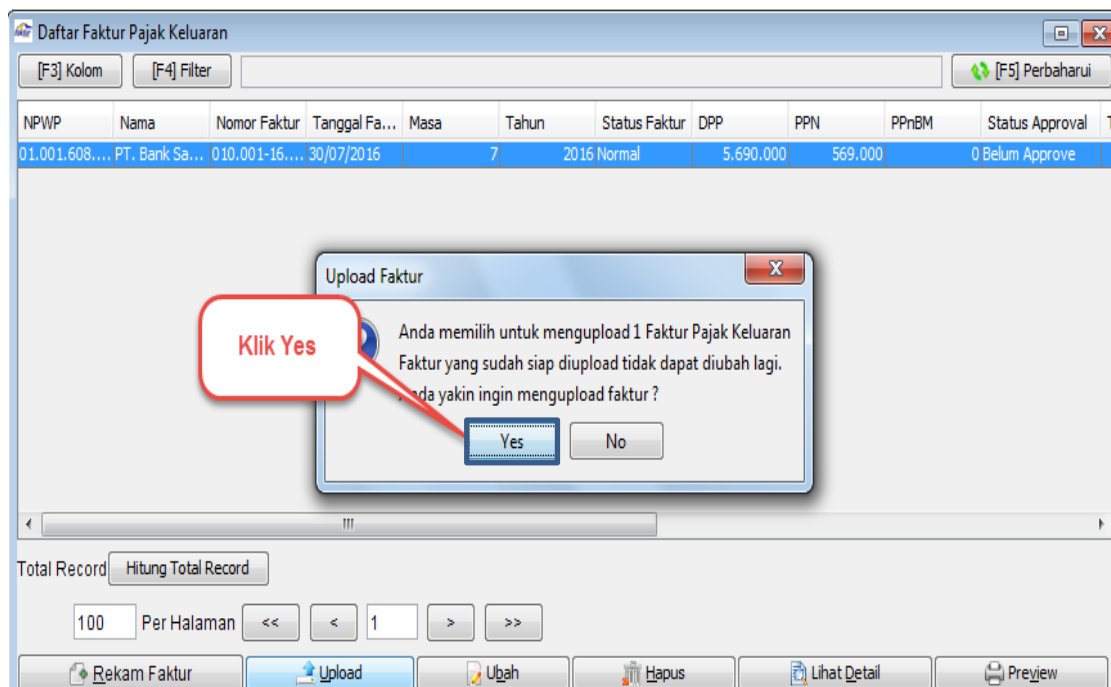 Daftar Faktur Pajak Keluaran
[F3] Kolom [F4] Filter [F5] Perbaharui
NPWP Nama Nomor Faktur Tanggal Fa... Masa Tahun Status Faktur DPP PPN PPnBM Status Approval
01.001.608.... PT. Bank Sa... 010.001-16.... 30/07/2016 7 2016 Normal 5.690.000 569.000 0 Belum Approve
Upload Faktur
Klik Yes
Anda memilih untuk mengupload 1 Faktur Pajak Keluaran
Faktur yang sudah siap diupload tidak dapat diubah lagi.
Anda yakin ingin mengupload faktur ?
Yes No
Total Record Hitung Total Record
100 Per Halaman << < 1 > >>
Rekam Faktur Upload Ubah Hapus Lihat Detail Preview